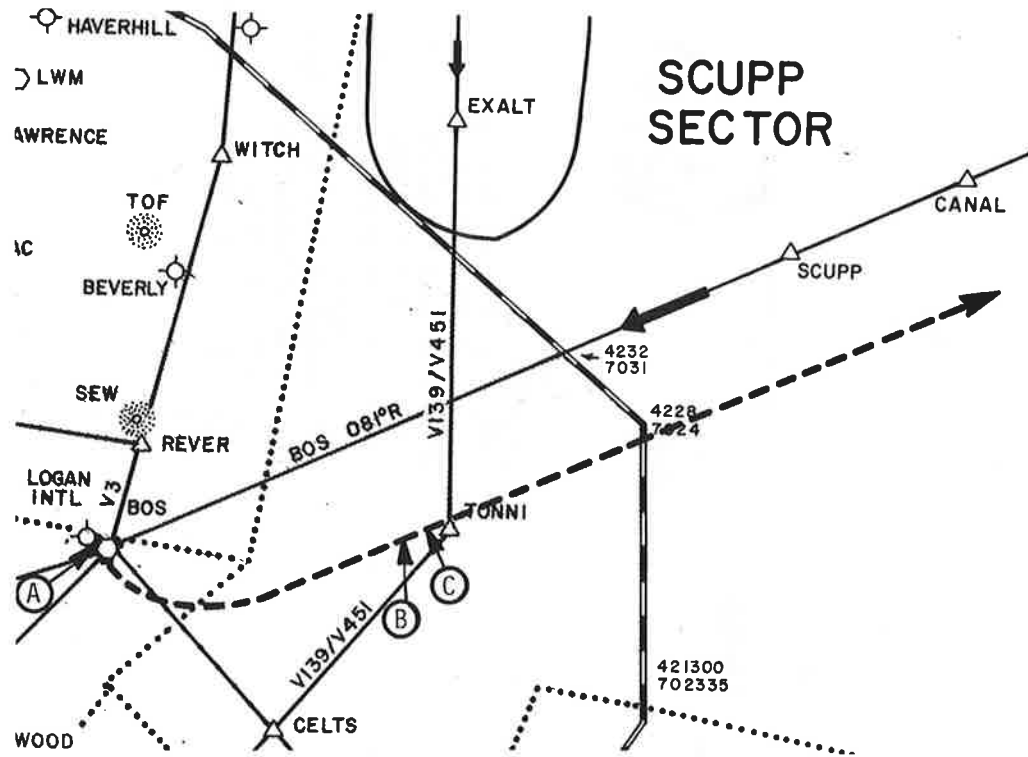 HAVERHILL
LWM
AWRENCE
SCUPP
SECTOR
EXALT
WITCH
TOF
AC
BEVERLY
CANAL
SCUPP
V139/V451
4232
7031
SEW
REVER
BOS 081°R
4228
7024
LOGAN
INTL
V3
BOS
TONNI
A
B
C
V139/V451
421300
702335
CELTS
WOOD